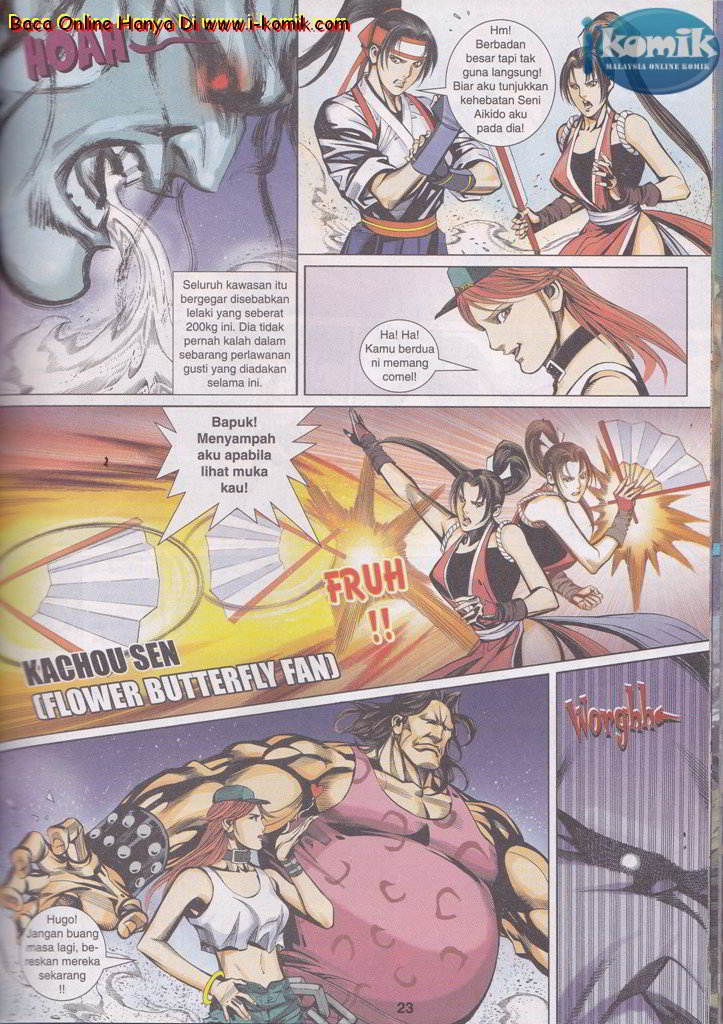 Baca Online Hanya Di www.i-komik.com
HOAH
ikomik
MALAYSIA ONLINE KOMIK
Hm!
Berbadan
besar tapi tak
guna langsung!
Biar aku tunjukkan
kehebatan Seni
Aikido aku
pada dia!
Seluruh kawasan itu
bergegar disebabkan
lelaki yang seberat
200kg ini. Dia tidak
pernah kalah dalam
sebarang perlawanan
gusti yang diadakan
selama ini.
Ha! Ha!
Kamu berdua
ni memang
comel!
Bapuk!
Menyampah
aku apabila
lihat muka
kau!
FRUH
!!
KACHOU SEN
(FLOWER BUTTERFLY FAN)
Worghh
Hugo!
Jangan buang
masa lagi, be-
reskan mereka
sekarang
!!
23